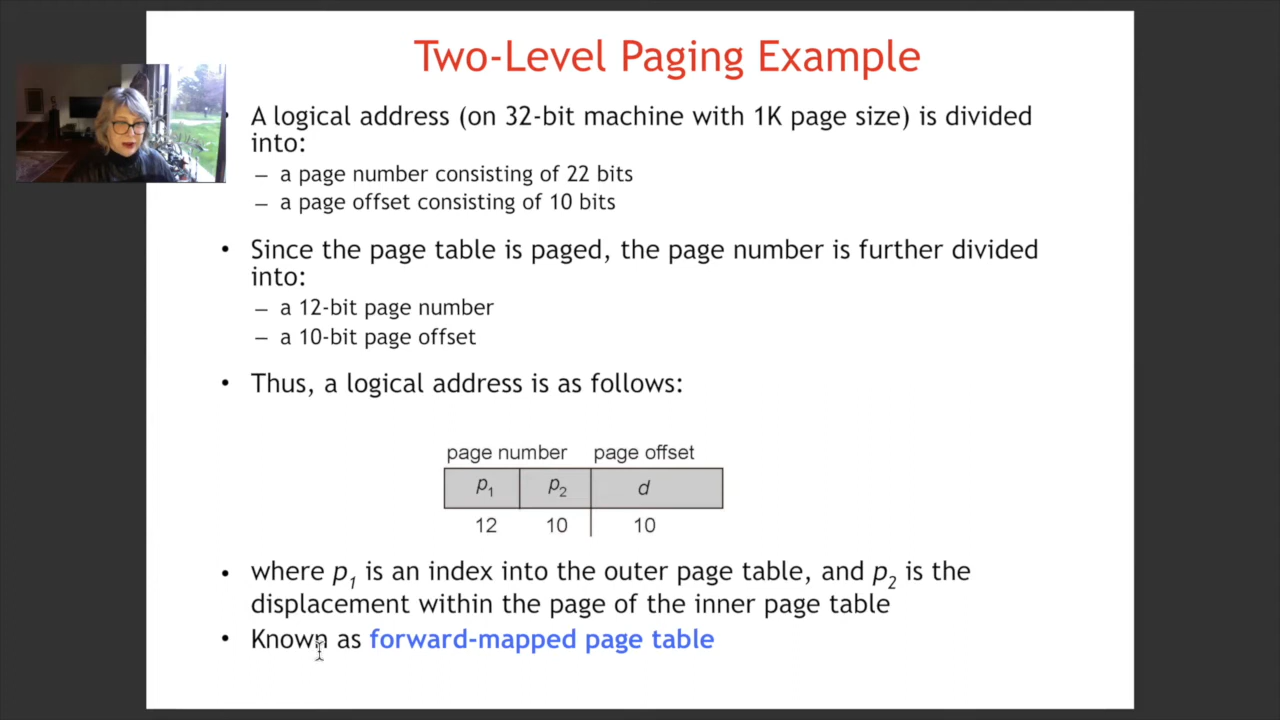 Two-Level Paging Example
• A logical address (on 32-bit machine with 1K page size) is divided
into:
– a page number consisting of 22 bits
– a page offset consisting of 10 bits
• Since the page table is paged, the page number is further divided
into:
– a 12-bit page number
– a 10-bit page offset
• Thus, a logical address is as follows:
page number page offset
p1 p2 d
12 10 10
• where p1 is an index into the outer page table, and p2 is the
displacement within the page of the inner page table
• Known as forward-mapped page table